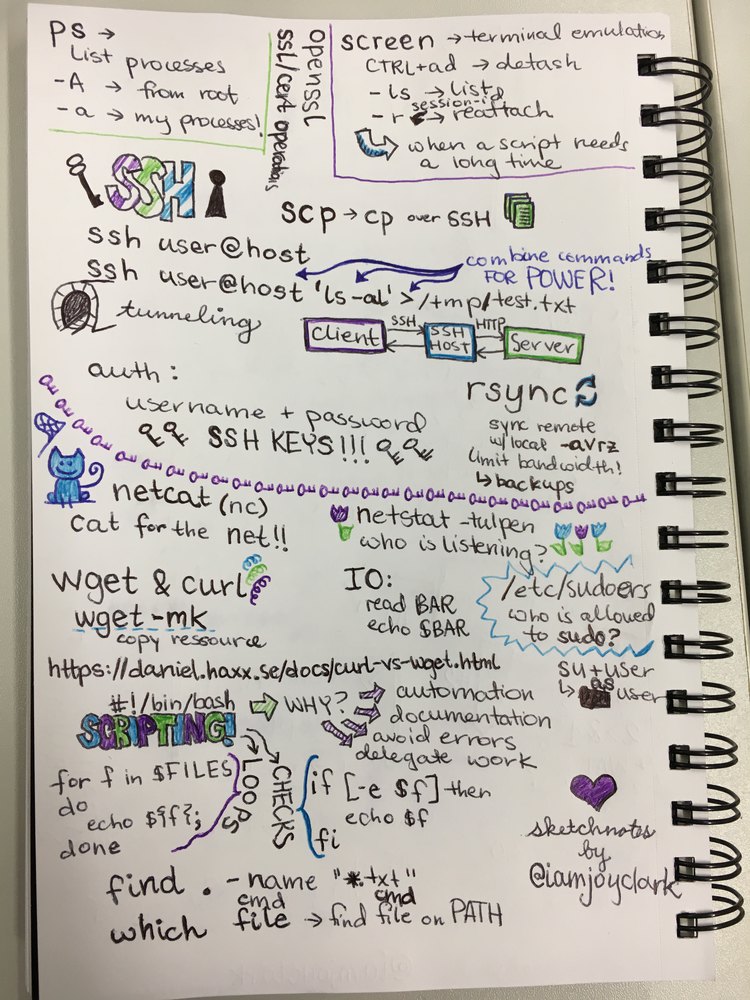 ps →
List processes
-A → from root
-a → my processes!
openssl
SSL/cert operations
screen → terminal emulation
CTRL+ad → detash
-ls → list
session-id
-r → reattach
when a script needs
a long time
SSH
scp → cp over SSH
ssh user@host
ssh user@host 'ls -al' > /tmp/test.txt
combine commands
FOR POWER!
tunneling
client
SSH
SSH
HOST
HTTP
Server
auth:
username + password
SSH KEYS!!!
rsync
sync remote
w/local -avrz
limit bandwidth!
↳ backups
netcat (nc)
cat for the net!!
netstat -tulpen
who is listening?
wget & curl
wget -mk
copy ressource
IO:
read BAR
echo $BAR
/etc/sudoers
who is allowed
to sudo?
https://daniel.haxx.se/docs/curl-vs-wget.html
su + user
↳ as user
#!/bin/bash ⇒ WHY? ⇒ automation
⇒ documentation
⇒ avoid errors
⇒ delegate work
SCRIPTING!
LOOPS
CHECKS
for f in $FILES
do
echo ${f};
done
if [-e $f] then
echo $f
fi
sketchnotes
by
@iamjoyclark
find . -name "*.txt"
cmd cmd
which file → find file on PATH